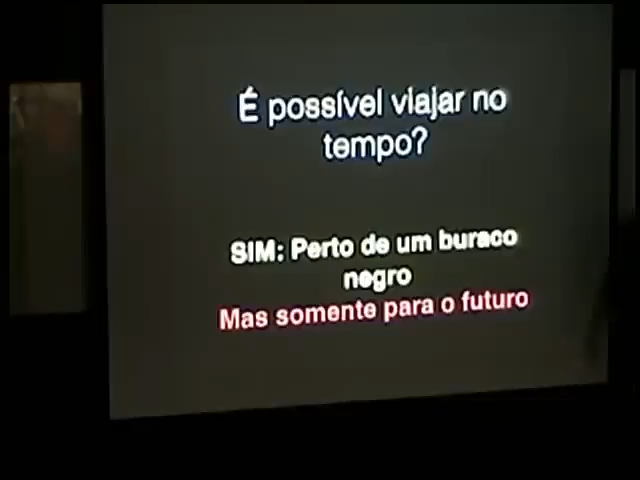 É possível viajar no
tempo?
SIM: Perto de um buraco
negro
Mas somente para o futuro